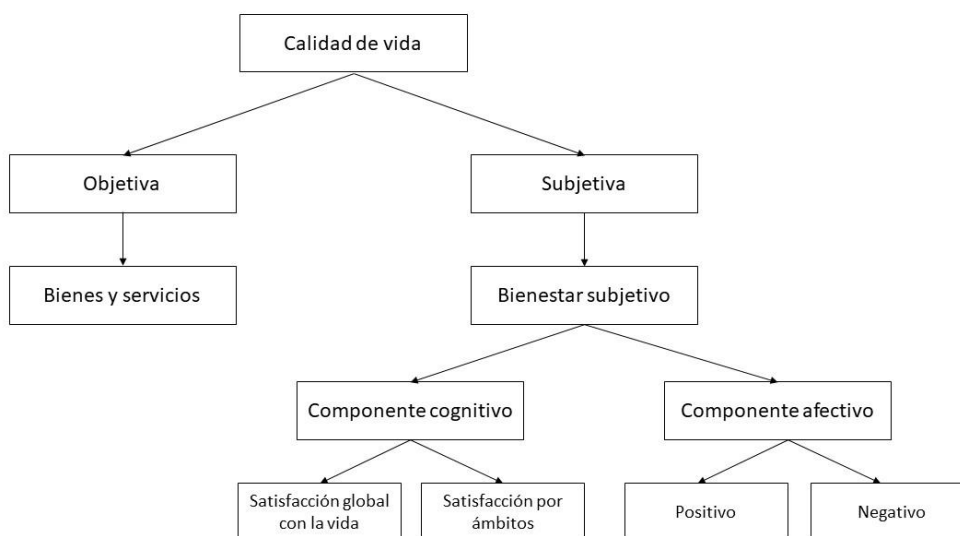 Calidad de vida
Objetiva
Subjetiva
Bienes y servicios
Bienestar subjetivo
Componente cognitivo
Componente afectivo
Satisfacción global
con la vida
Satisfacción por
ámbitos
Positivo
Negativo